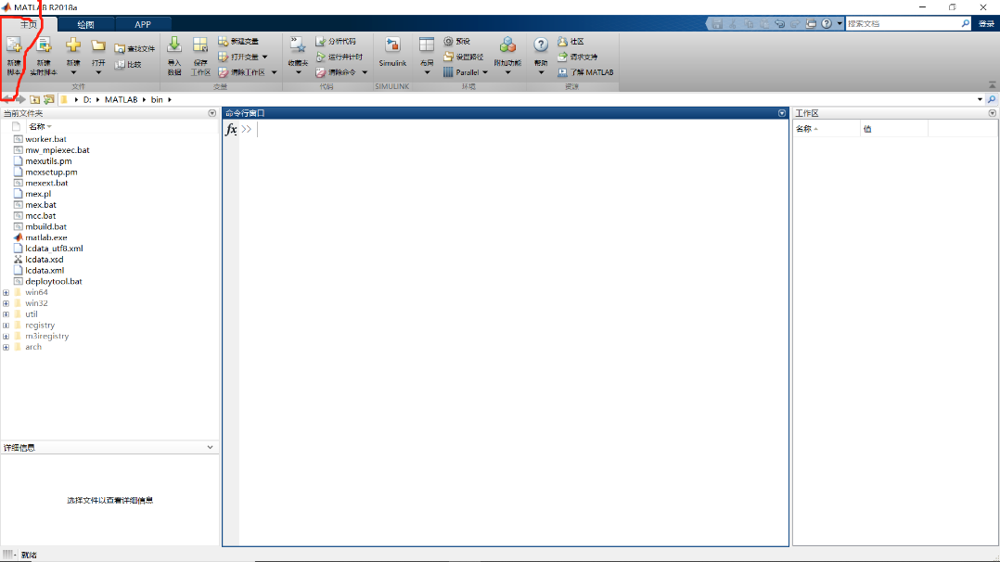 MATLAB R2018a
主页 绘图 APP
搜索文档 登录
新建脚本 新建实时脚本 新建 打开 查找文件 比较
导入数据 保存工作区 新建变量 打开变量 清除工作区
收藏夹 分析代码 运行并计时 清除命令
Simulink 布局 预设 设置路径 Parallel 附加功能
帮助 社区 请求支持 了解 MATLAB
文件 变量 代码 SIMULINK 环境 资源
D: MATLAB bin
当前文件夹
名称
worker.bat
mw_mpiexec.bat
mexutils.pm
mexsetup.pm
mexext.bat
mex.pl
mex.bat
mcc.bat
mbuild.bat
matlab.exe
lcdata_utf8.xml
lcdata.xsd
lcdata.xml
deploytool.bat
win64
win32
util
registry
m3iregistry
arch
详细信息
选择文件以查看详细信息
命令行窗口
fx >>
工作区
名称 值
就绪